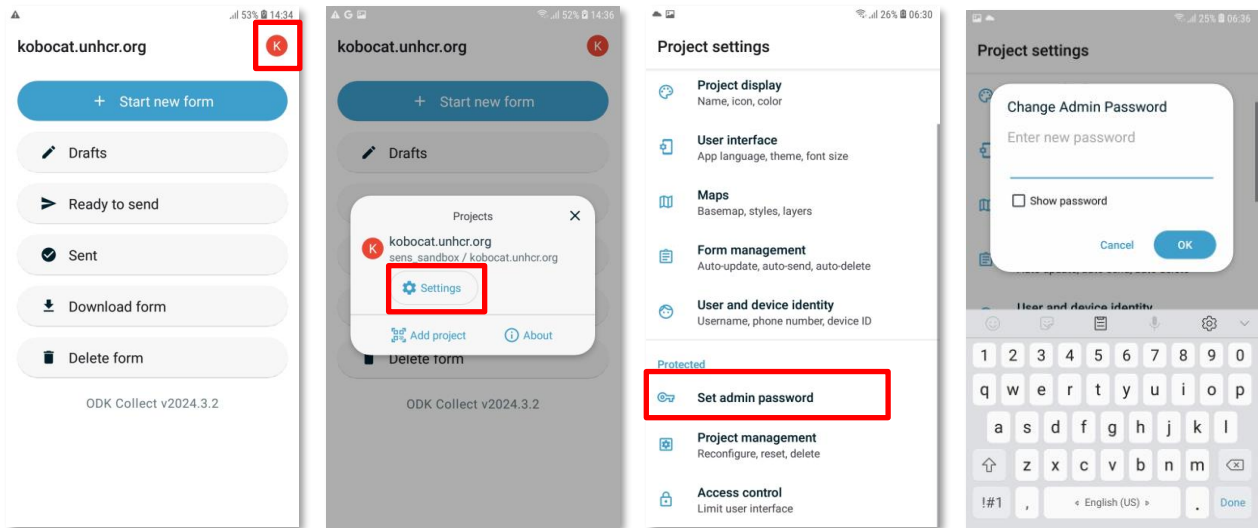 53% 14:34
kobocat.unhcr.org
K
+ Start new form
Drafts
Ready to send
Sent
Download form
Delete form
ODK Collect v2024.3.2
A G 52% 14:36
kobocat.unhcr.org
K
+ Start new form
Drafts
Projects
K
kobocat.unhcr.org
sens_sandbox / kobocat.unhcr.org
Settings
Add project
About
Delete form
ODK Collect v2024.3.2
26% 06:30
Project settings
Project display
Name, icon, color
User interface
App language, theme, font size
Maps
Basemap, styles, layers
Form management
Auto-update, auto-send, auto-delete
User and device identity
Username, phone number, device ID
Protected
Set admin password
Project management
Reconfigure, reset, delete
Access control
Limit user interface
25% 06:36
Project settings
Change Admin Password
Enter new password
Show password
Cancel
OK
User and device identity
1 2 3 4 5 6 7 8 9 0
q w e r t y u i o p
a s d f g h j k l
z x c v b n m
!#1 , English (US) . Done